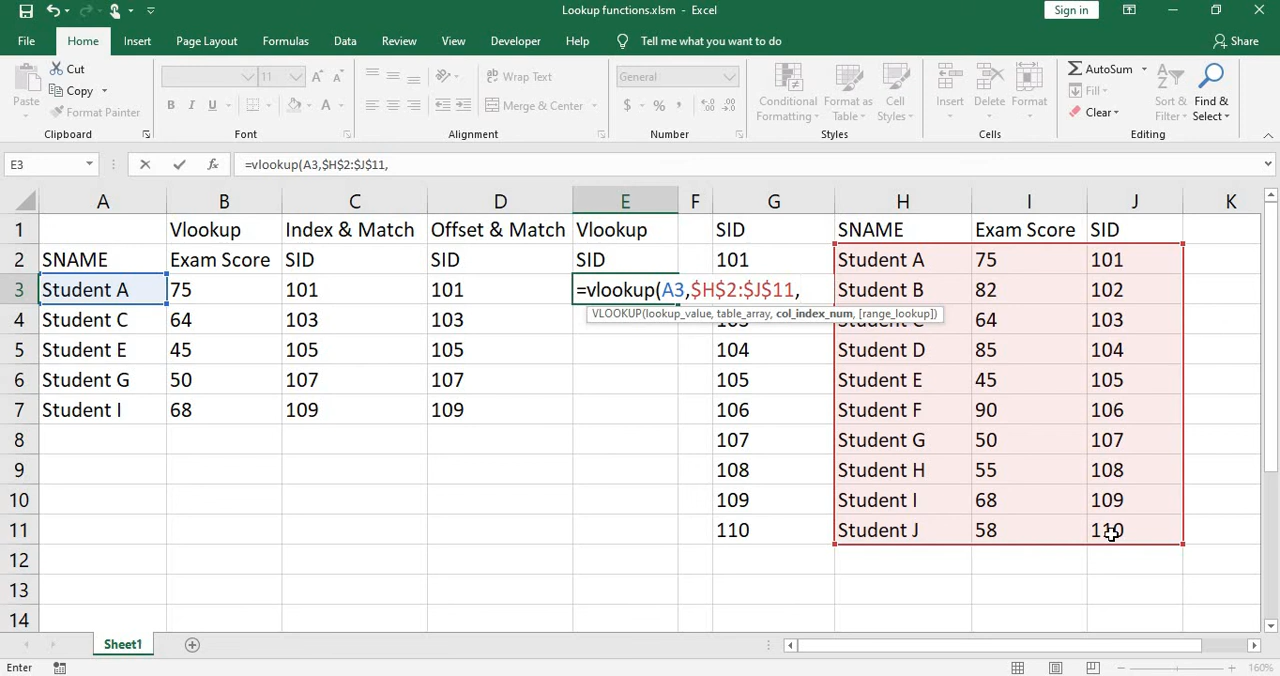 Lookup functions.xlsm - Excel
Sign in
File Home Insert Page Layout Formulas Data Review View Developer Help Tell me what you want to do Share
Paste
Cut
Copy
Format Painter
Clipboard
11 A A
B I U A
Font
ab Wrap Text
Merge & Center
Alignment
General
$ % ,
Number
Conditional Formatting
Format as Table
Cell Styles
Styles
Insert Delete Format
Cells
AutoSum
Fill
Clear
Sort & Filter
Find & Select
Editing
E3 fx =vlookup(A3,$H$2:$J$11,
A B C D E F G H I J K
1 Vlookup Index & Match Offset & Match Vlookup SID SNAME Exam Score SID
2 SNAME Exam Score SID SID SID 101 Student A 75 101
3 Student A 75 101 101 =vlookup(A3,$H$2:$J$11, Student B 82 102
VLOOKUP(lookup_value, table_array, col_index_num, [range_lookup])
4 Student C 64 103 103 64 103
5 Student E 45 105 105 104 Student D 85 104
6 Student G 50 107 107 105 Student E 45 105
7 Student I 68 109 109 106 Student F 90 106
8 107 Student G 50 107
9 108 Student H 55 108
10 109 Student I 68 109
11 110 Student J 58 110
12
13
14
Sheet1
Enter
160%